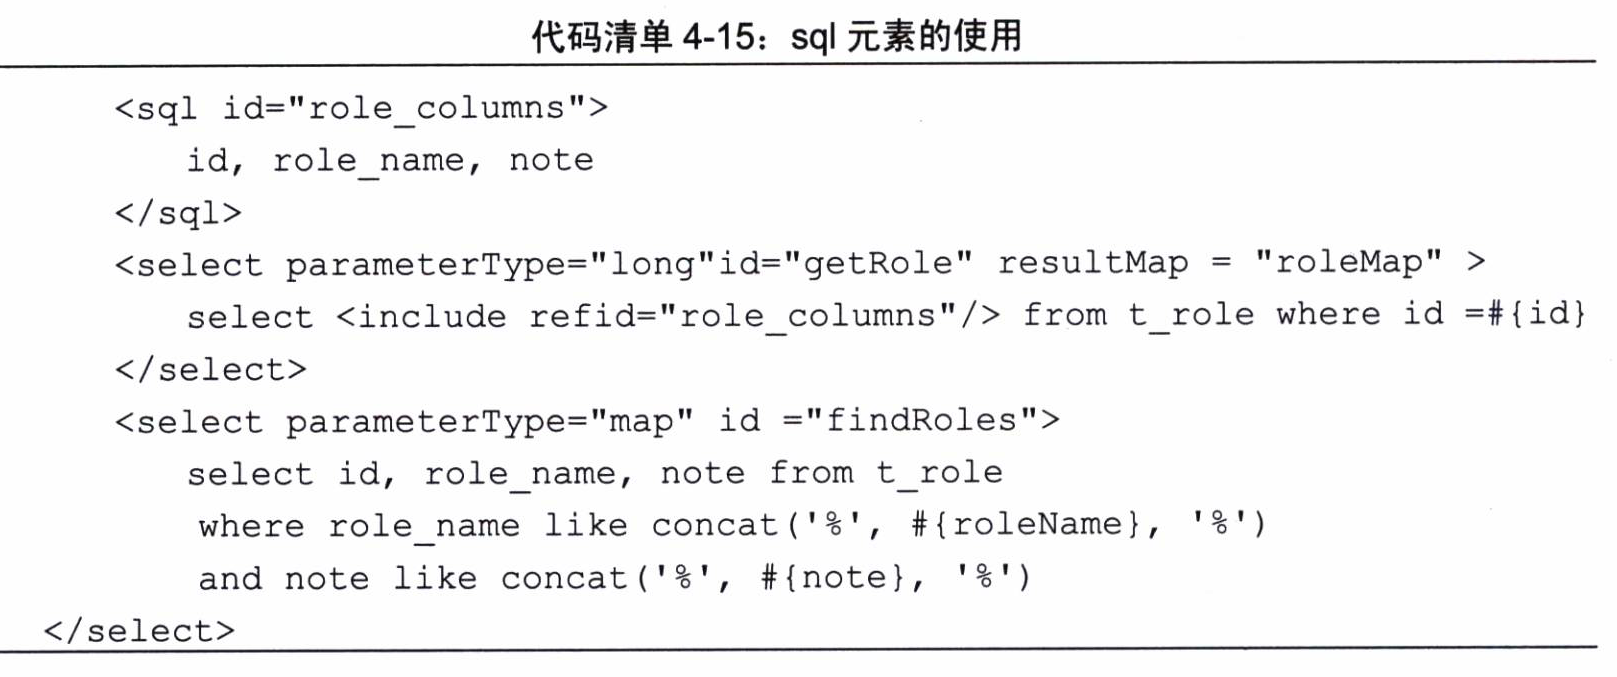 代码清单 4-15：sql 元素的使用
<sql id="role_columns">
id, role_name, note
</sql>
<select parameterType="long"id="getRole" resultMap = "roleMap" >
select <include refid="role_columns"/> from t_role where id =#{id}
</select>
<select parameterType="map" id ="findRoles">
select id, role_name, note from t_role
where role_name like concat('%', #{roleName}, '%')
and note like concat('%', #{note}, '%')
</select>